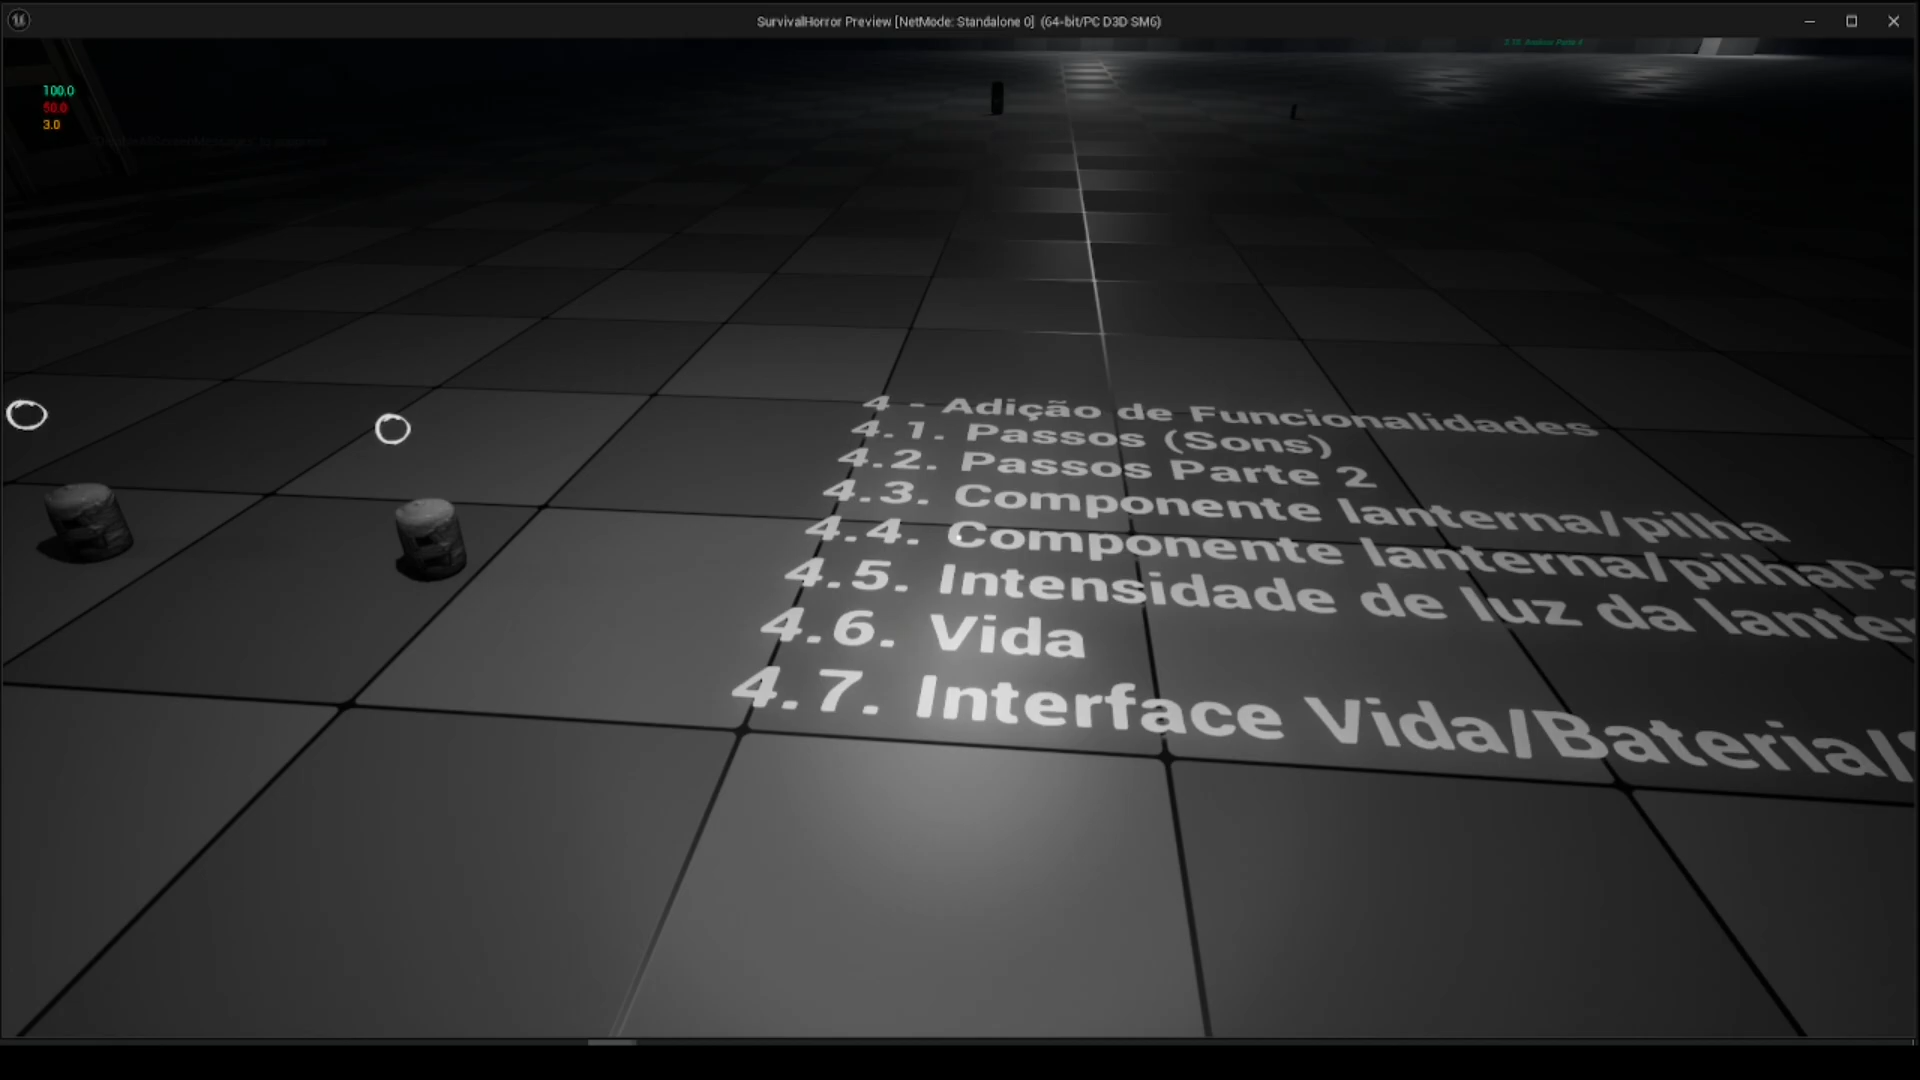 SurvivalHorror Preview [NetMode: Standalone 0] (64-bit/PC D3D SM6)
100.0
50.0
3.0
4 - Adição de Funcionalidades
4.1. Passos (Sons)
4.2. Passos Parte 2
4.3. Componente lanterna/pilha
4.4. Componente lanterna/pilhaPa
4.5. Intensidade de luz da lanter
4.6. Vida
4.7. Interface Vida/Bateria/